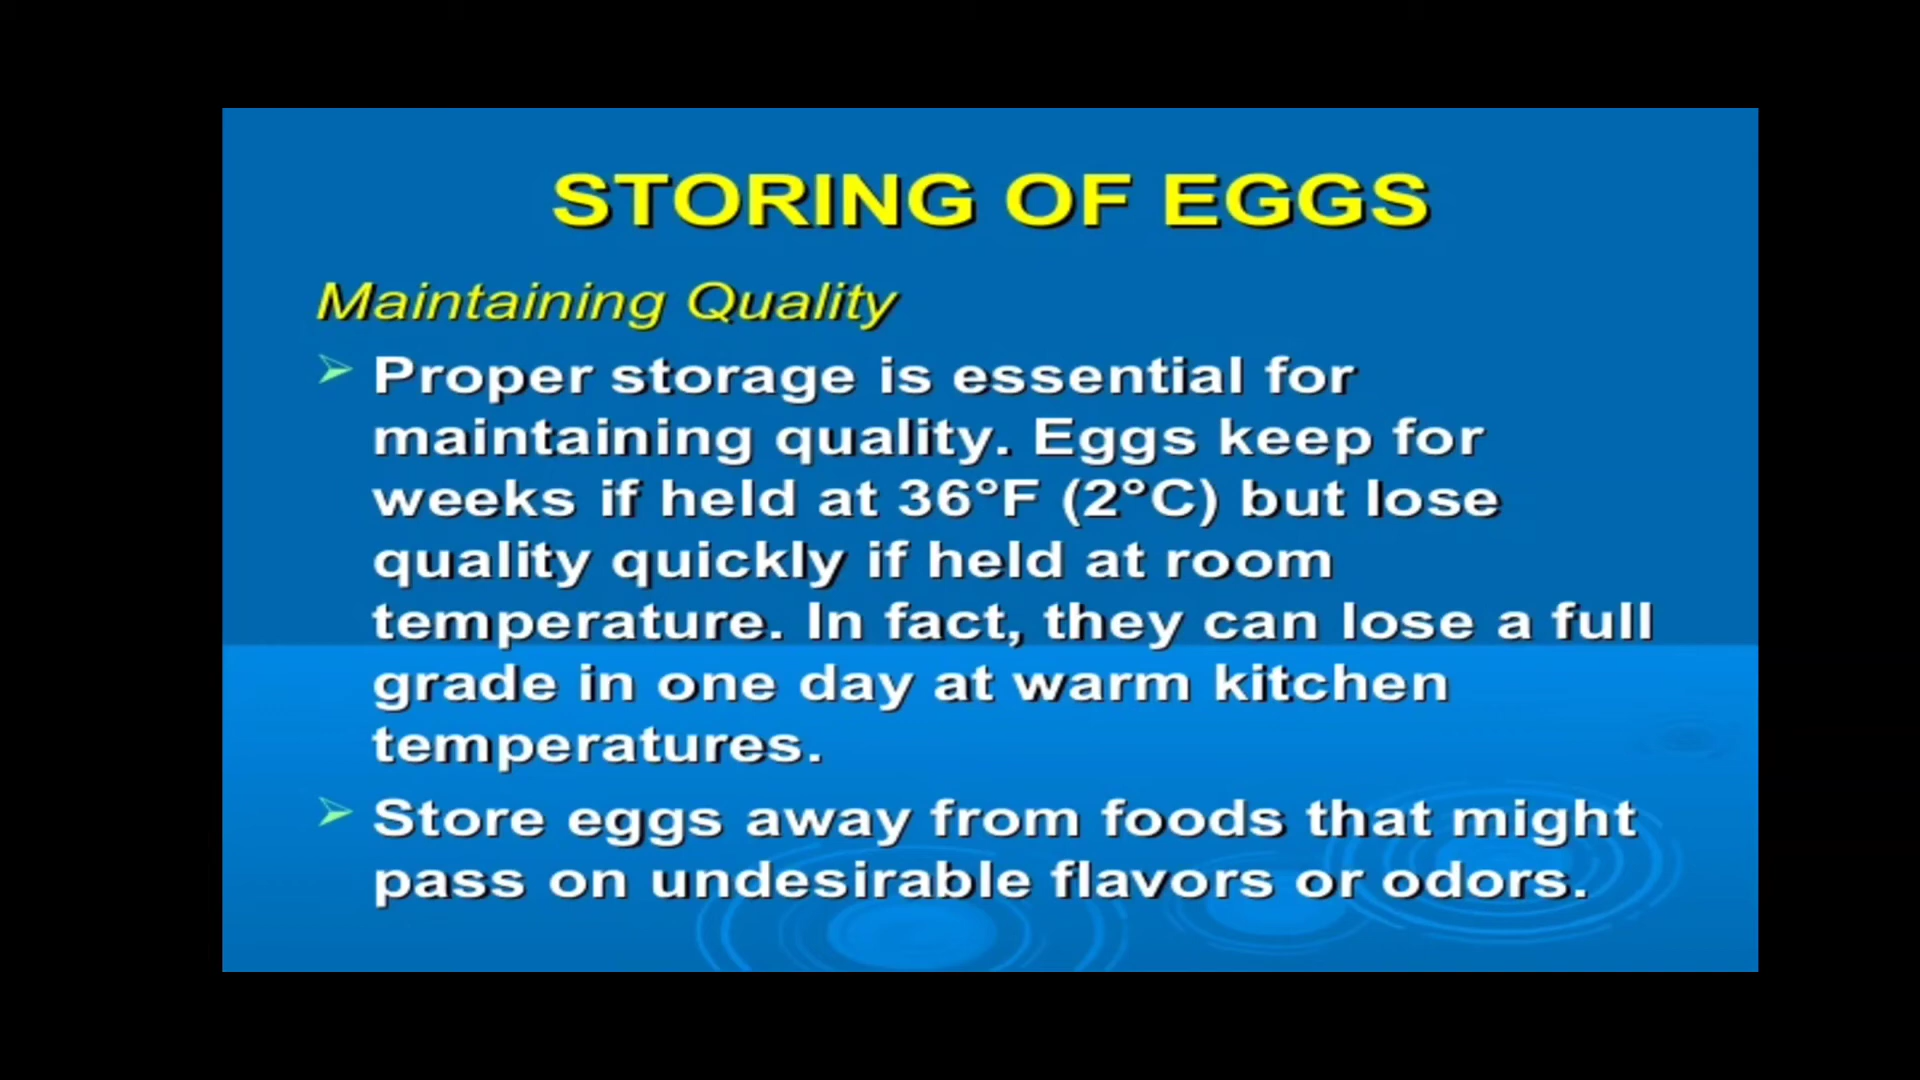 STORING OF EGGS
Maintaining Quality
Proper storage is essential for
maintaining quality. Eggs keep for
weeks if held at 36°F (2°C) but lose
quality quickly if held at room
temperature. In fact, they can lose a full
grade in one day at warm kitchen
temperatures.
Store eggs away from foods that might
pass on undesirable flavors or odors.